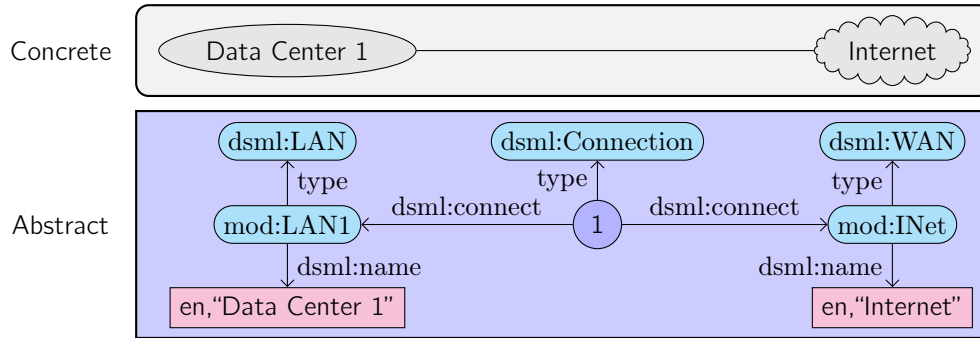 Concrete
Data Center 1
Internet
dsml:LAN
dsml:Connection
dsml:WAN
type
type
type
dsml:connect
dsml:connect
Abstract
mod:LAN1
1
mod:INet
dsml:name
dsml:name
en,“Data Center 1”
en,“Internet”